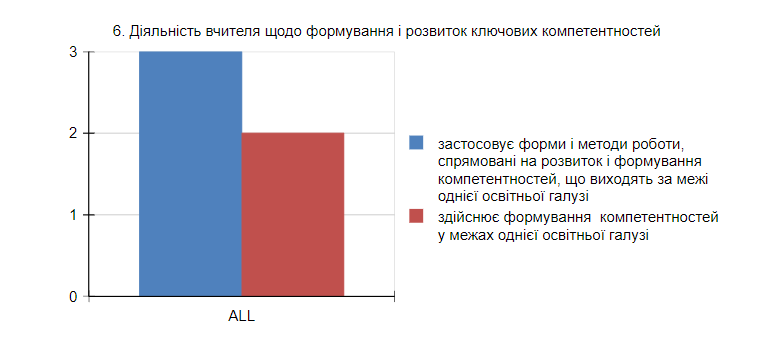 6. Діяльність вчителя щодо формування і розвиток ключових компетентностей
3
2
1
0
ALL
застосовує форми і методи роботи,
спрямовані на розвиток і формування
компетентностей, що виходять за межі
однієї освітньої галузі
здійснює формування  компетентностей
у межах однієї освітньої галузі